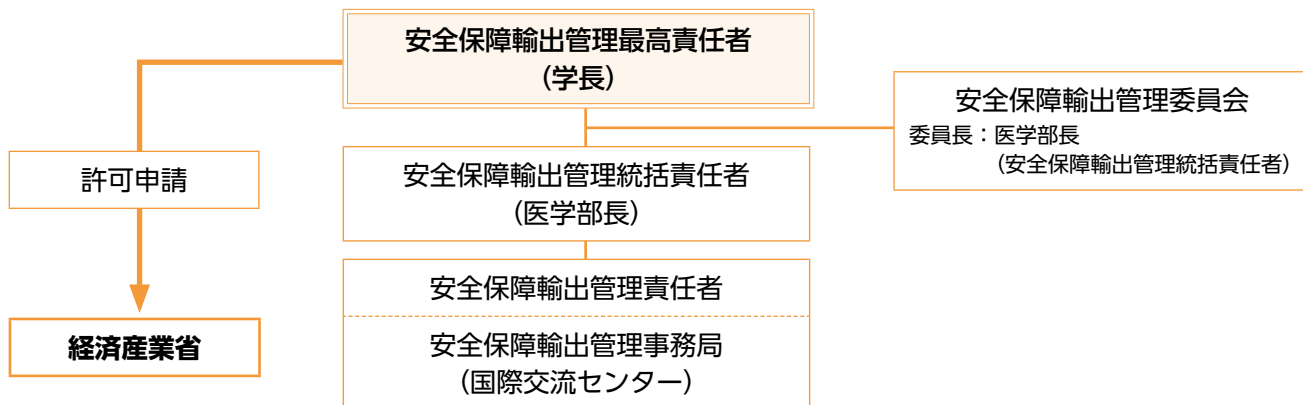 安全保障輸出管理最高責任者
（学長）
安全保障輸出管理委員会
委員長：医学部長
（安全保障輸出管理統括責任者）
許可申請
安全保障輸出管理統括責任者
（医学部長）
安全保障輸出管理責任者
経済産業省
安全保障輸出管理事務局
（国際交流センター）